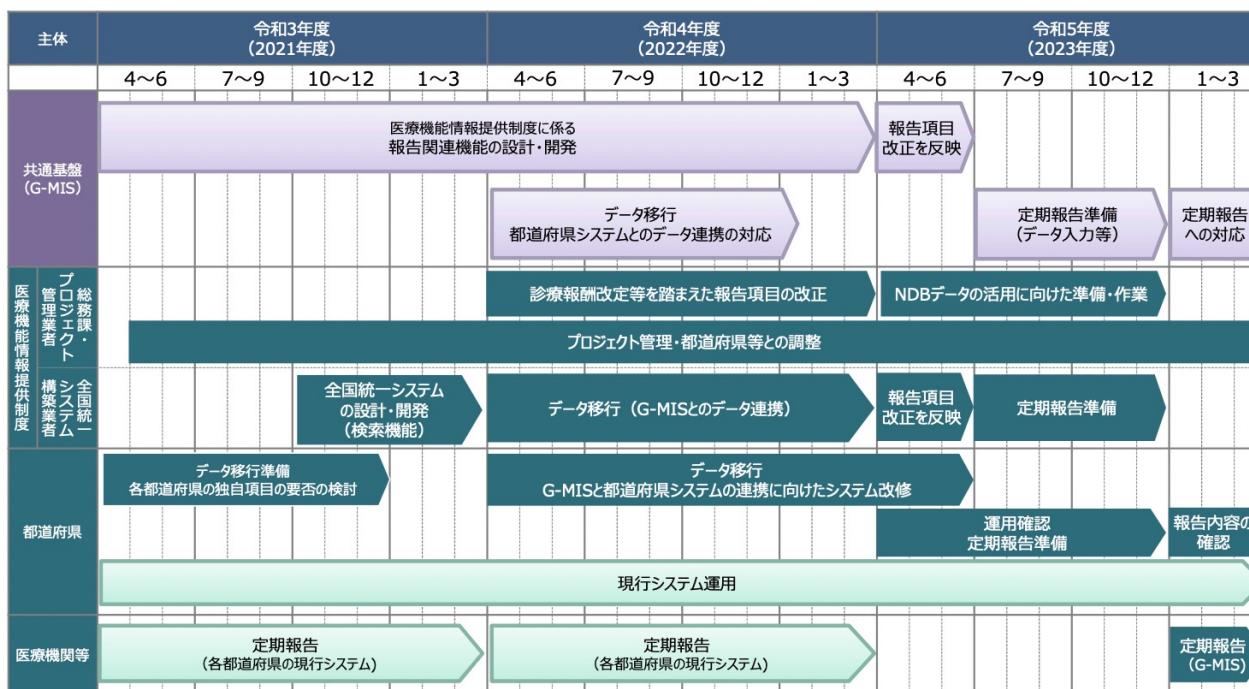 主体
令和3年度
(2021年度)
令和4年度
(2022年度)
令和5年度
(2023年度)
4～6
7～9
10～12
1～3
4～6
7～9
10～12
1～3
4～6
7～9
10～12
1～3
共通基盤
(G-MIS)
医療機能情報提供制度に係る
報告関連機能の設計・開発
報告項目
改正を反映
データ移行
都道府県システムとのデータ連携の対応
定期報告準備
(データ入力等)
定期報告
への対応
医療機能情報提供制度
総務課・
プロジェクト
管理業者
診療報酬改定等を踏まえた報告項目の改正
NDBデータの活用に向けた準備・作業
プロジェクト管理・都道府県等との調整
全国統一
システム
構築業者
全国統一システム
の設計・開発
(検索機能)
データ移行（G-MISとのデータ連携）
報告項目
改正を反映
定期報告準備
都道府県
データ移行準備
各都道府県の独自項目の要否の検討
データ移行
G-MISと都道府県システムの連携に向けたシステム改修
運用確認
定期報告準備
報告内容の
確認
現行システム運用
医療機関等
定期報告
(各都道府県の現行システム)
定期報告
(各都道府県の現行システム)
定期報告
(G-MIS)